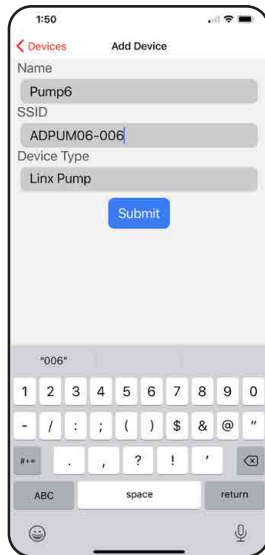 1:50
Devices
Add Device
Name
Pump6
SSID
ADPUM06-006
Device Type
Linx Pump
Submit
"006"
1 2 3 4 5 6 7 8 9 0
- / : ; ( ) $ & @ "
#+= . , ? ! '
ABC space return